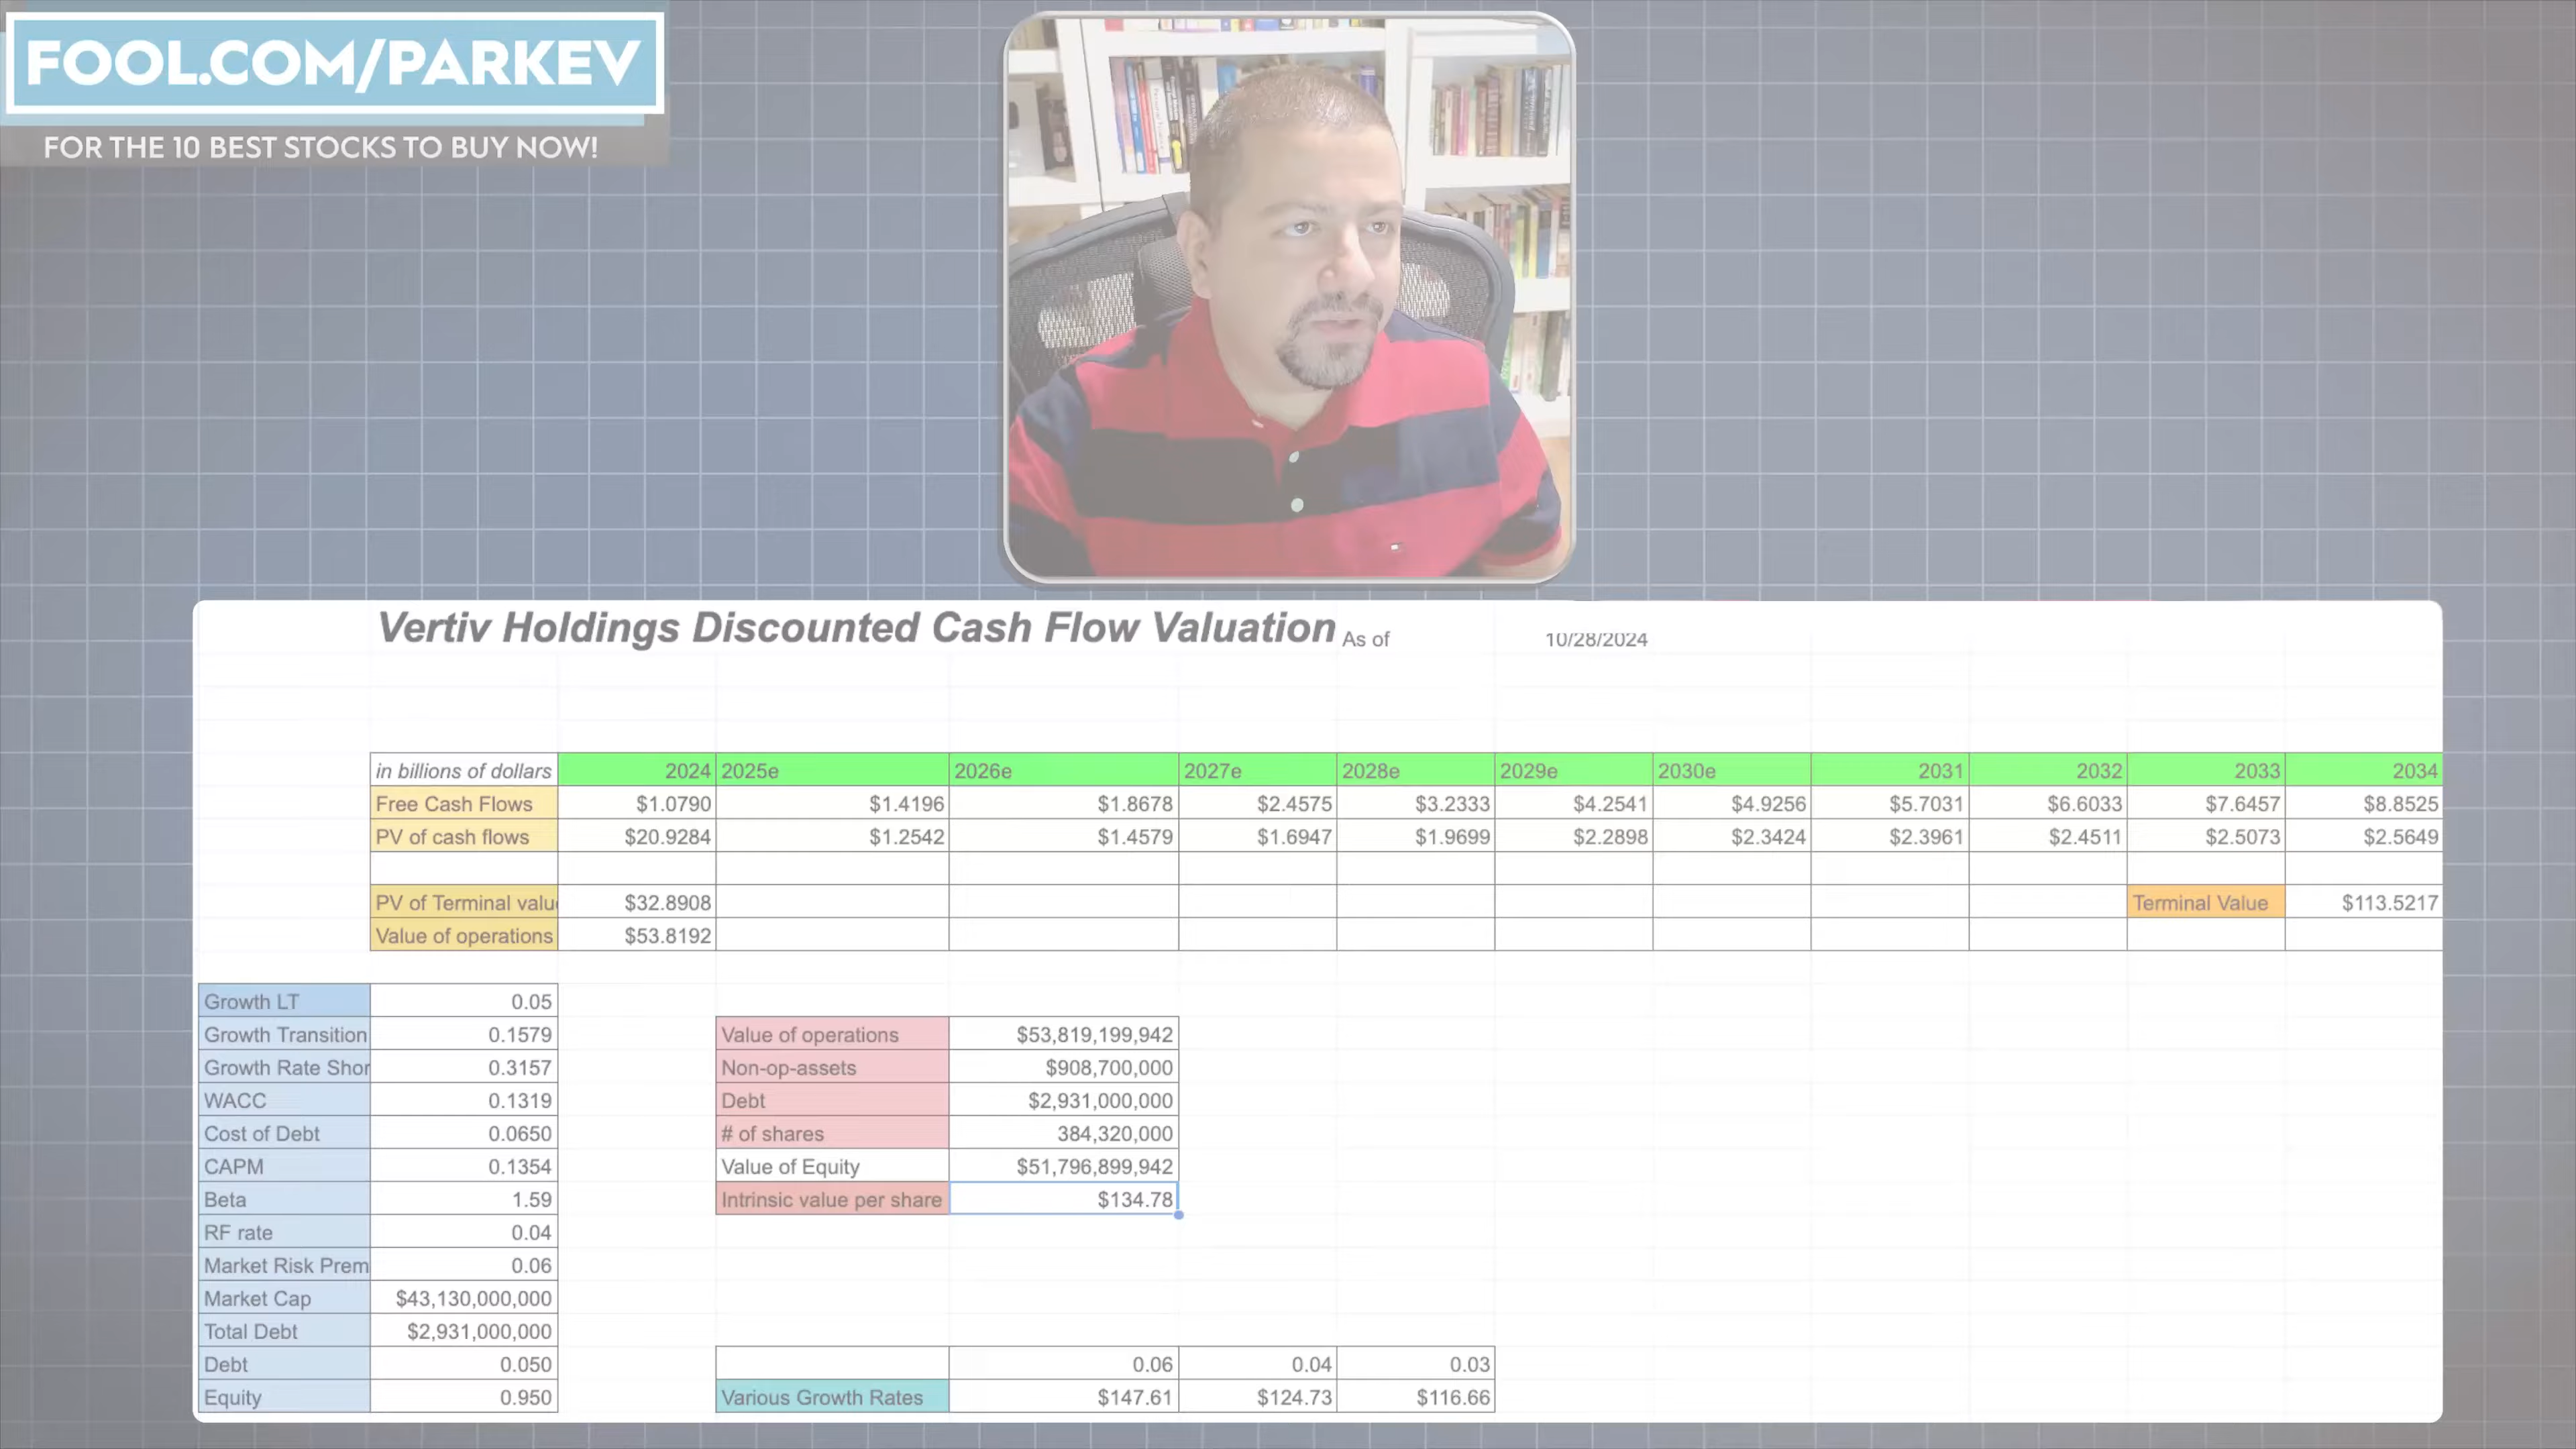 FOOL.COM/PARKEV
FOR THE 10 BEST STOCKS TO BUY NOW!
Vertiv Holdings Discounted Cash Flow Valuation As of 10/28/2024
in billions of dollars 2024 2025e 2026e 2027e 2028e 2029e 2030e 2031 2032 2033 2034
Free Cash Flows $1.0790 $1.4196 $1.8678 $2.4575 $3.2333 $4.2541 $4.9256 $5.7031 $6.6033 $7.6457 $8.8525
PV of cash flows $20.9284 $1.2542 $1.4579 $1.6947 $1.9699 $2.2898 $2.3424 $2.3961 $2.4511 $2.5073 $2.5649
PV of Terminal valu $32.8908 Terminal Value $113.5217
Value of operations $53.8192
Growth LT 0.05
Growth Transition 0.1579 Value of operations $53,819,199,942
Growth Rate Shor 0.3157 Non-op-assets $908,700,000
WACC 0.1319 Debt $2,931,000,000
Cost of Debt 0.0650 # of shares 384,320,000
CAPM 0.1354 Value of Equity $51,796,899,942
Beta 1.59 Intrinsic value per share $134.78
RF rate 0.04
Market Risk Prem 0.06
Market Cap $43,130,000,000
Total Debt $2,931,000,000
Debt 0.050 0.06 0.04 0.03
Equity 0.950 Various Growth Rates $147.61 $124.73 $116.66